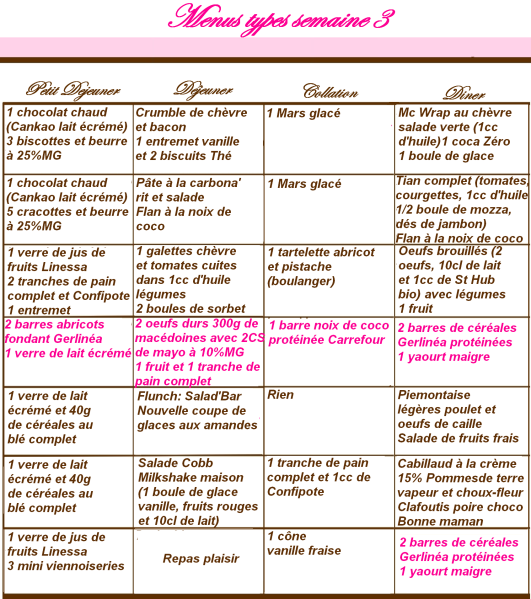 Menus types semaine 3
Petit Dejeuner
Déjeuner
Collation
Dîner
1 chocolat chaud
(Cankao lait écrémé)
3 biscottes et beurre
à 25%MG
Crumble de chèvre
et bacon
1 entremet vanille
et 2 biscuits Thé
1 Mars glacé
Mc Wrap au chèvre
salade verte (1cc
d'huile)1 coca Zéro
1 boule de glace
1 chocolat chaud
(Cankao lait écrémé)
5 cracottes et beurre
à 25%MG
Pâte à la carbona'
rit et salade
Flan à la noix de
coco
1 Mars glacé
Tian complet (tomates,
courgettes, 1cc d'huile
1/2 boule de mozza,
dés de jambon)
Flan à la noix de coco
1 verre de jus de
fruits Linessa
2 tranches de pain
complet et Confipote
1 entremet
1 galettes chèvre
et tomates cuites
dans 1cc d'huile
légumes
2 boules de sorbet
1 tartelette abricot
et pistache
(boulanger)
Oeufs brouillés (2
oeufs, 10cl de lait
et 1cc de St Hub
bio) avec légumes
1 fruit
2 barres abricots
fondant Gerlinéa
1 verre de lait écrémé
2 oeufs durs 300g de
macédoines avec 2CS
de mayo à 10%MG
1 fruit et 1 tranche de
pain complet
1 barre noix de coco
protéinée Carrefour
2 barres de céréales
Gerlinéa protéinées
1 yaourt maigre
1 verre de lait
écrémé et 40g
de céréales au
blé complet
Flunch: Salad'Bar
Nouvelle coupe de
glaces aux amandes
Rien
Piemontaise
légères poulet et
oeufs de caille
Salade de fruits frais
1 verre de lait
écrémé et 40g
de céréales au
blé complet
Salade Cobb
Milkshake maison
(1 boule de glace
vanille, fruits rouges
et 10cl de lait)
1 tranche de pain
complet et 1cc de
Confipote
Cabillaud à la crème
15% Pommesde terre
vapeur et choux-fleur
Clafoutis poire choco
Bonne maman
1 verre de jus de
fruits Linessa
3 mini viennoiseries
Repas plaisir
1 cône
vanille fraise
2 barres de céréales
Gerlinéa protéinées
1 yaourt maigre